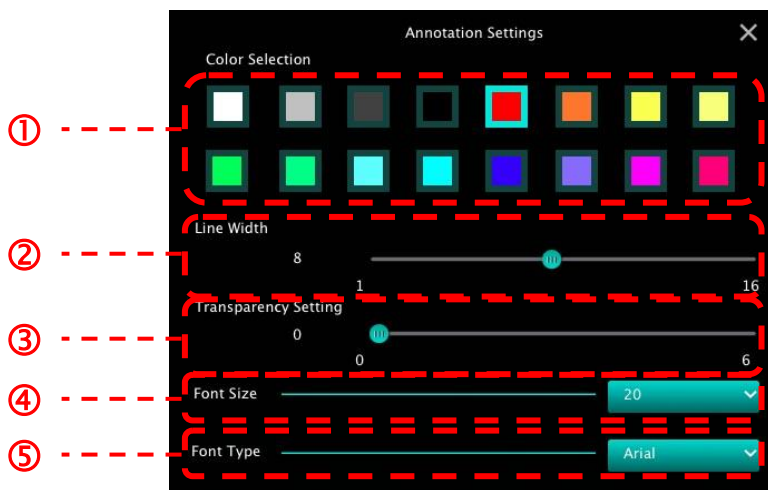 Annotation Settings
Color Selection
①
Line Width
② 8
1 16
Transparency Setting
③ 0
0 6
④ Font Size 20
⑤ Font Type Arial